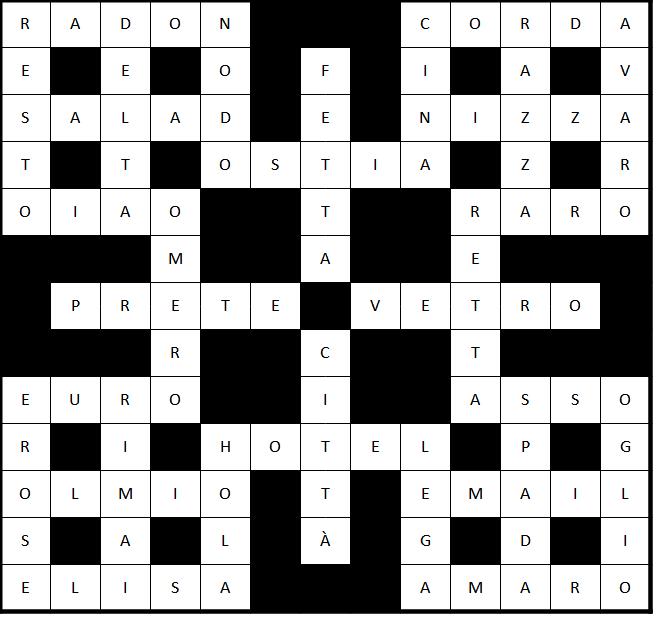 R A D O N C O R D A
E E O F I A V
S A L A D E N I Z Z A
T T O S T I A Z R
O I A O T R A R O
M A E
P R E T E V E T R O
R C T
E U R O I A S S O
R I H O T E L P G
O L M I O T E M A I L
S A L À G D I
E L I S A A M A R O